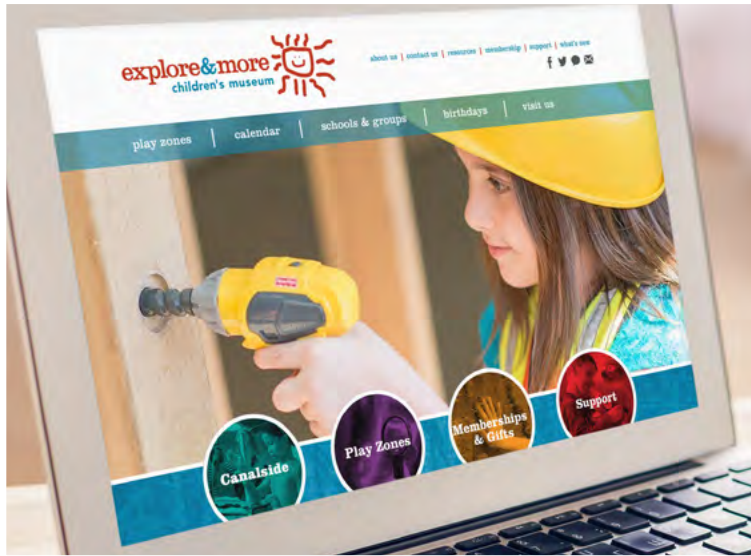 explore&more
children's museum
about us | contact us | resources | membership | support | what's new
play zones | calendar | schools & groups | birthdays | visit us
Canalside
Play Zones
Memberships
& Gifts
Support